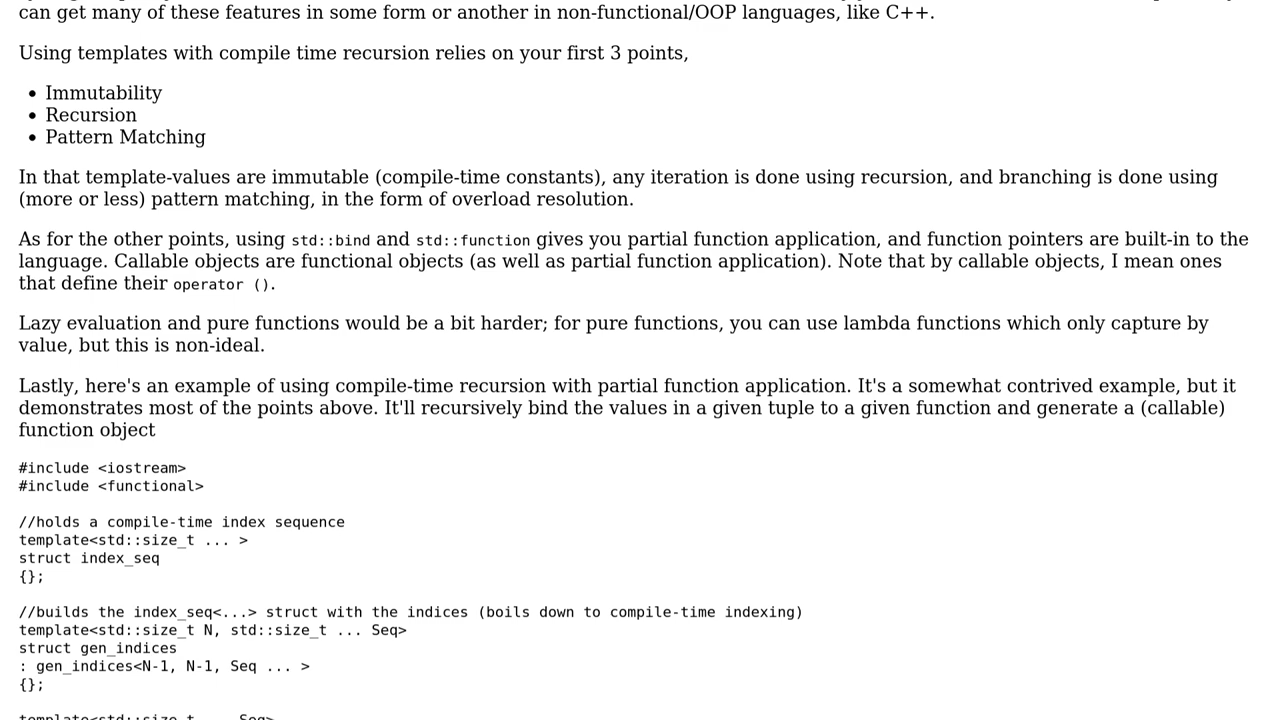 can get many of these features in some form or another in non-functional/OOP languages, like C++.
Using templates with compile time recursion relies on your first 3 points,
• Immutability
• Recursion
• Pattern Matching
In that template-values are immutable (compile-time constants), any iteration is done using recursion, and branching is done using
(more or less) pattern matching, in the form of overload resolution.
As for the other points, using std::bind and std::function gives you partial function application, and function pointers are built-in to the
language. Callable objects are functional objects (as well as partial function application). Note that by callable objects, I mean ones
that define their operator ().
Lazy evaluation and pure functions would be a bit harder; for pure functions, you can use lambda functions which only capture by
value, but this is non-ideal.
Lastly, here's an example of using compile-time recursion with partial function application. It's a somewhat contrived example, but it
demonstrates most of the points above. It'll recursively bind the values in a given tuple to a given function and generate a (callable)
function object
#include <iostream>
#include <functional>
//holds a compile-time index sequence
template<std::size_t ... >
struct index_seq
{};
//builds the index_seq<...> struct with the indices (boils down to compile-time indexing)
template<std::size_t N, std::size_t ... Seq>
struct gen_indices
: gen_indices<N-1, N-1, Seq ... >
{};
template<std::size_t ... Seq>